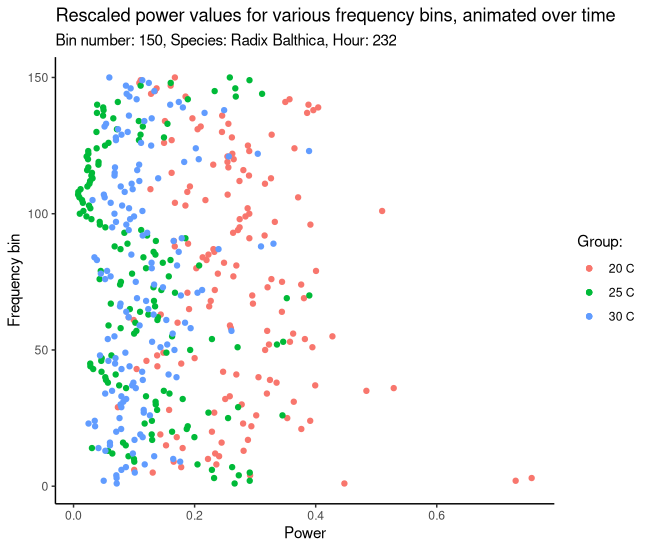 Rescaled power values for various frequency bins, animated over time
Bin number: 150, Species: Radix Balthica, Hour: 232
150
100
50
0
Frequency bin
0.0 0.2 0.4 0.6
Power
Group:
20 C
25 C
30 C